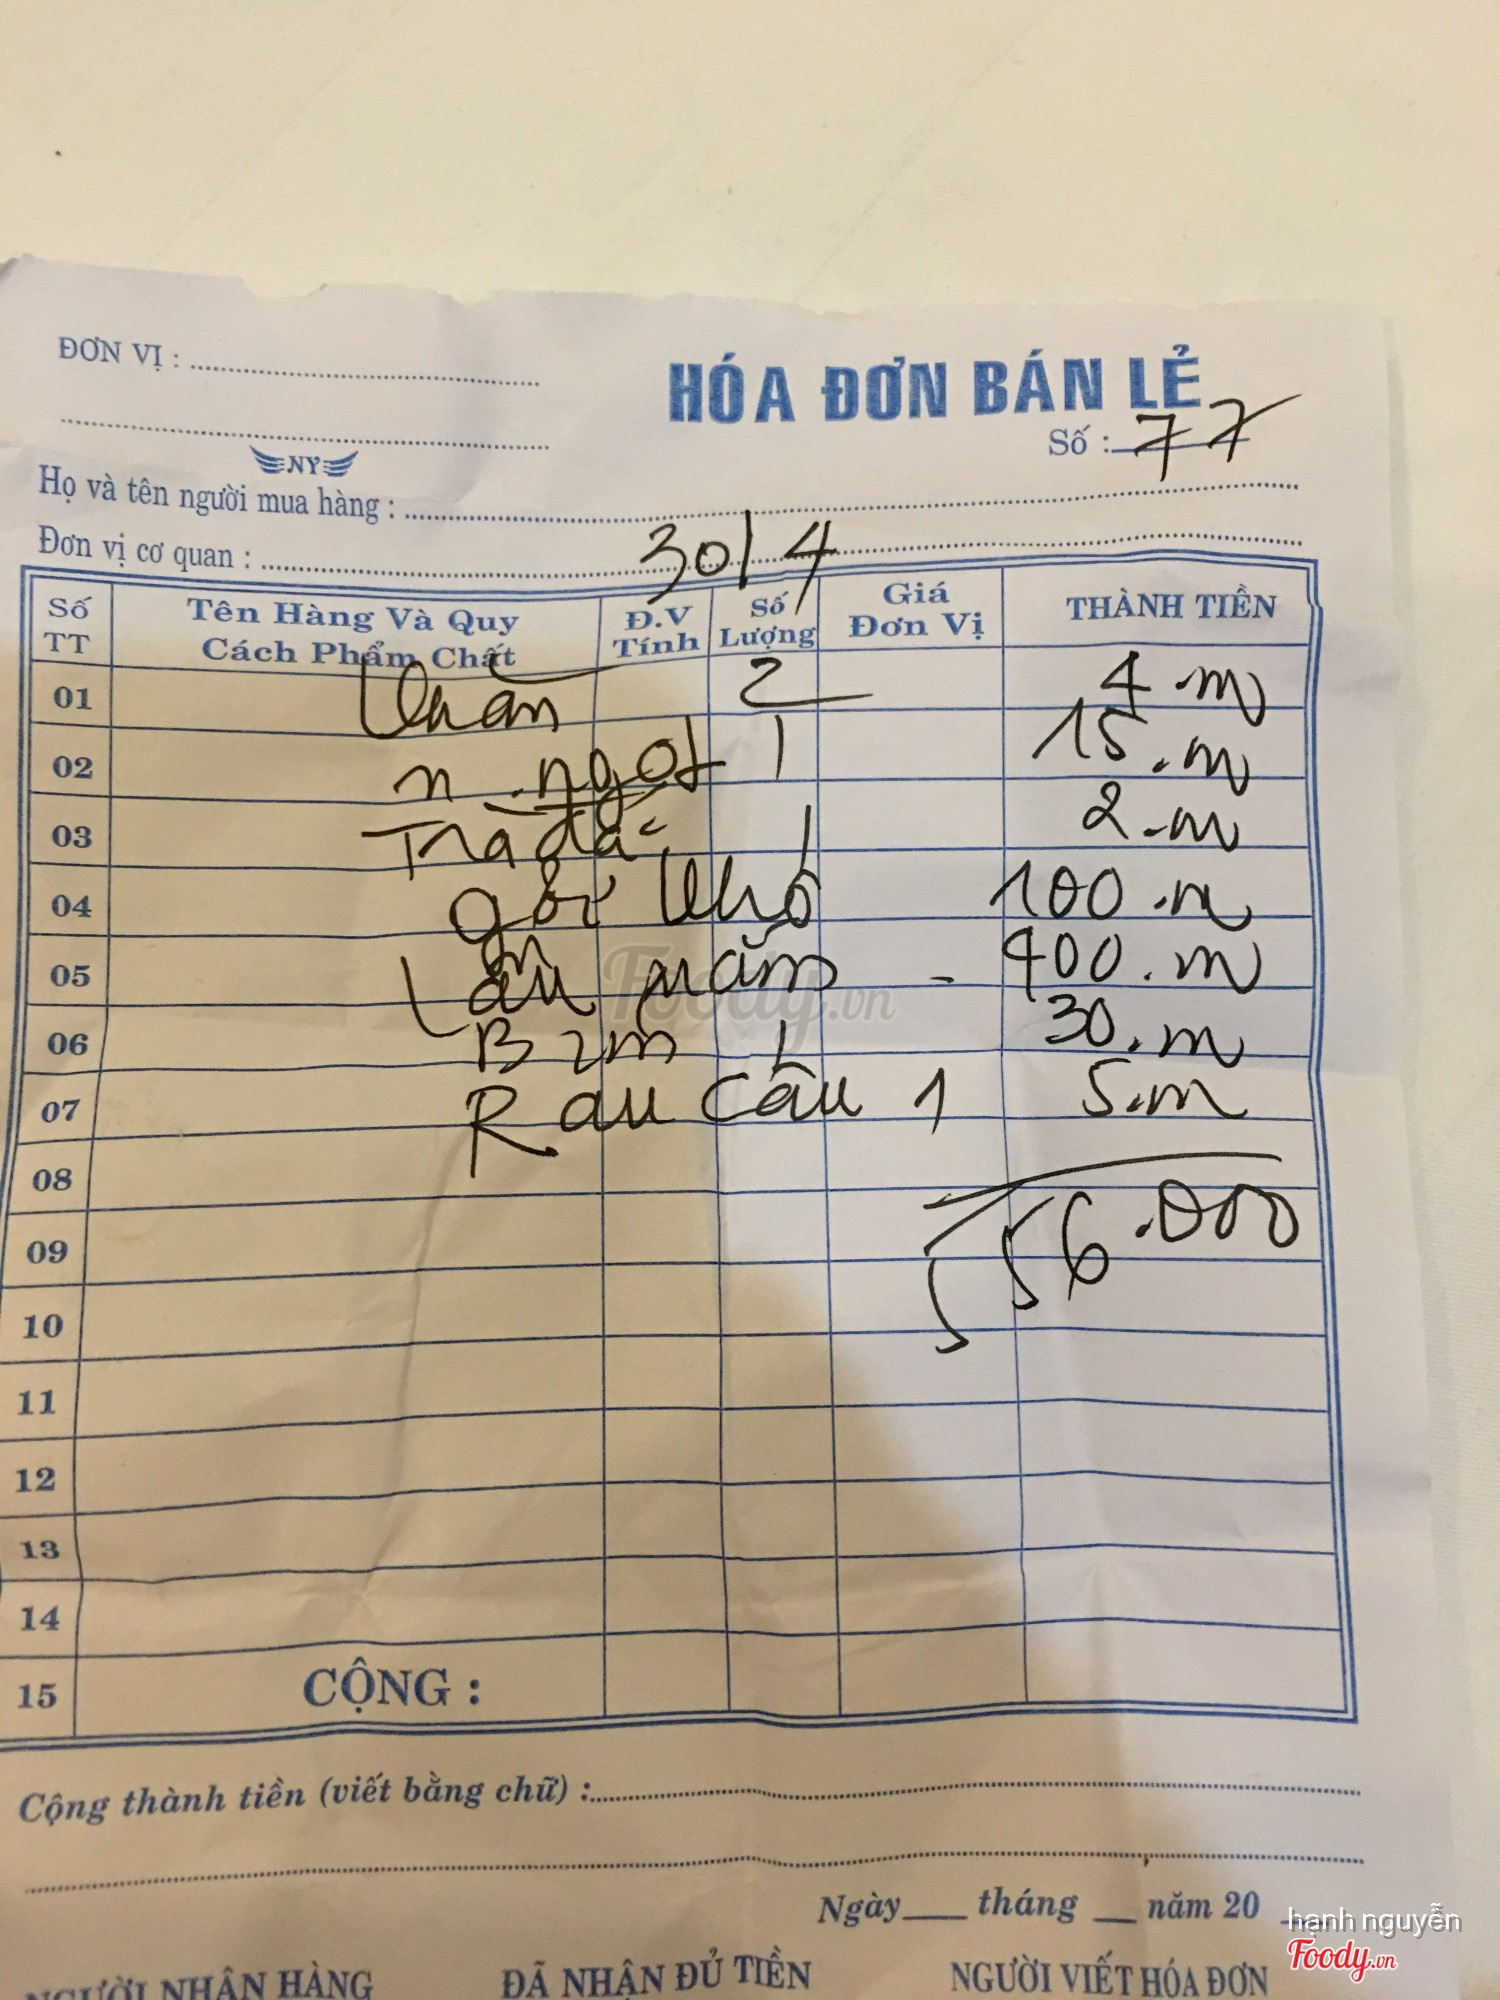 ĐƠN VỊ :
HÓA ĐƠN BÁN LẺ
Số : 77
NY
Họ và tên người mua hàng :
Đơn vị cơ quan :
30/4
Số TT Tên Hàng Và Quy Cách Phẩm Chất Đ.V Tính Số Lượng Giá Đơn Vị THÀNH TIỀN
01 khăn 2 4.m
02 n.ngọt 1 15.m
03 Trà đá 1 2.m
04 gỏi khô 100.m
05 Lẩu mắm - 400.m
06 Bún 1 30.m
07 Rau câu 1 5.m
08
556.000
09
10
11
12
13
14
15 CỘNG :
Foody.vn
Cộng thành tiền (viết bằng chữ) :
Ngày tháng năm 20
NGƯỜI NHẬN HÀNG ĐÃ NHẬN ĐỦ TIỀN NGƯỜI VIẾT HÓA ĐƠN
hạnh nguyễn
Foody.vn